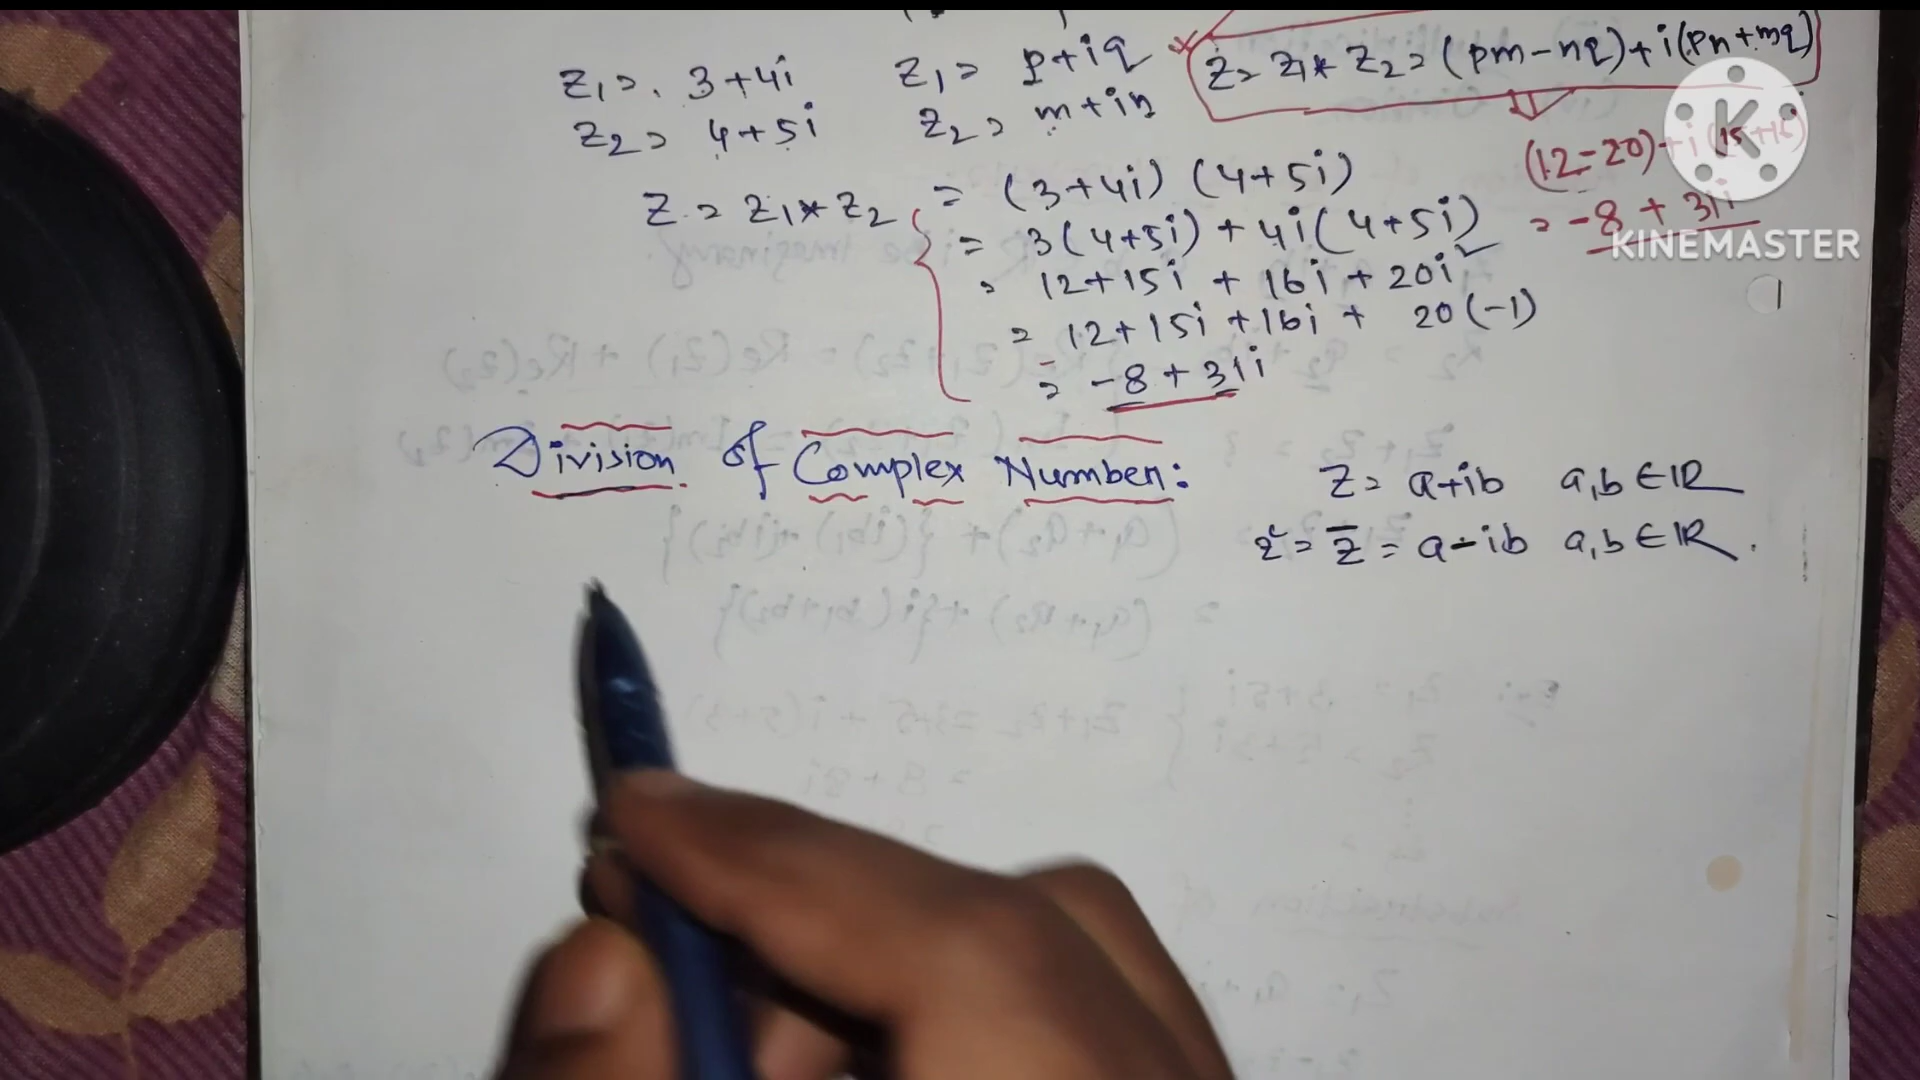 Z1 = 3+4i
Z2 = 4+5i
Z1 = p+iq
Z2 = m+in
Z = Z1* Z2 = (pm-nq)+i(pn+mq)
(12-20)+i(15+16)
= -8 + 31i
Z = Z1* Z2 = (3+4i) (4+5i)
= 3(4+5i) + 4i(4+5i)
= 12+15i + 16i + 20i²
= 12+15i +16i + 20(-1)
= -8 + 31i
KINEMASTER
Division of Complex Number:
Z = a+ib a,b ∈ IR
z̄ = a-ib a,b ∈ IR.